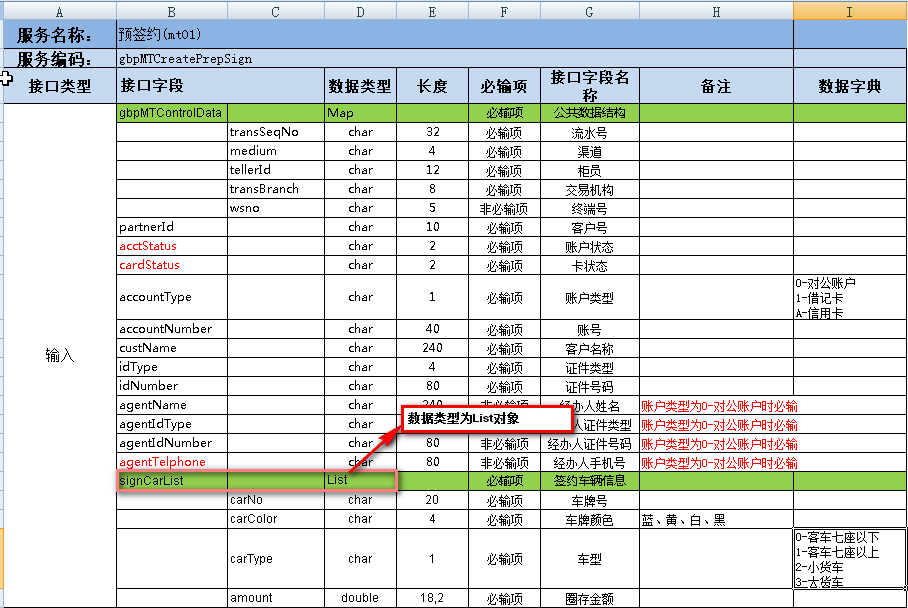 A B C D E F G H I
服务名称： 预签约(mt01)
服务编码： gbpMTCreatePrepSign
接口类型 接口字段 数据类型 长度 必输项 接口字段名称 备注 数据字典
输入
gbpMTControlData Map 必输项 公共数据结构
transSeqNo char 32 必输项 流水号
medium char 4 必输项 渠道
tellerId char 12 必输项 柜员
transBranch char 8 必输项 交易机构
wsno char 5 非必输项 终端号
partnerId char 10 必输项 客户号
acctStatus char 2 必输项 账户状态
cardStatus char 2 必输项 卡状态
accountType char 1 必输项 账户类型
0-对公账户
1-借记卡
A-信用卡
accountNumber char 40 必输项 账号
custName char 240 必输项 客户名称
idType char 4 必输项 证件类型
idNumber char 80 必输项 证件号码
agentName char 240 非必输项 经办人姓名 账户类型为0-对公账户时必输
数据类型为List对象
agentIdType char 人证件类型 账户类型为0-对公账户时必输
agentIdNumber char 80 非必输项 经办人证件号码 账户类型为0-对公账户时必输
agentTelphone char 80 非必输项 经办人手机号 账户类型为0-对公账户时必输
signCarList List 必输项 签约车辆信息
carNo char 20 必输项 车牌号
carColor char 4 必输项 车牌颜色 蓝、黄、白、黑
carType char 1 必输项 车型
0-客车七座以下
1-客车七座以上
2-小货车
3-大货车
amount double 18,2 必输项 圈存金额